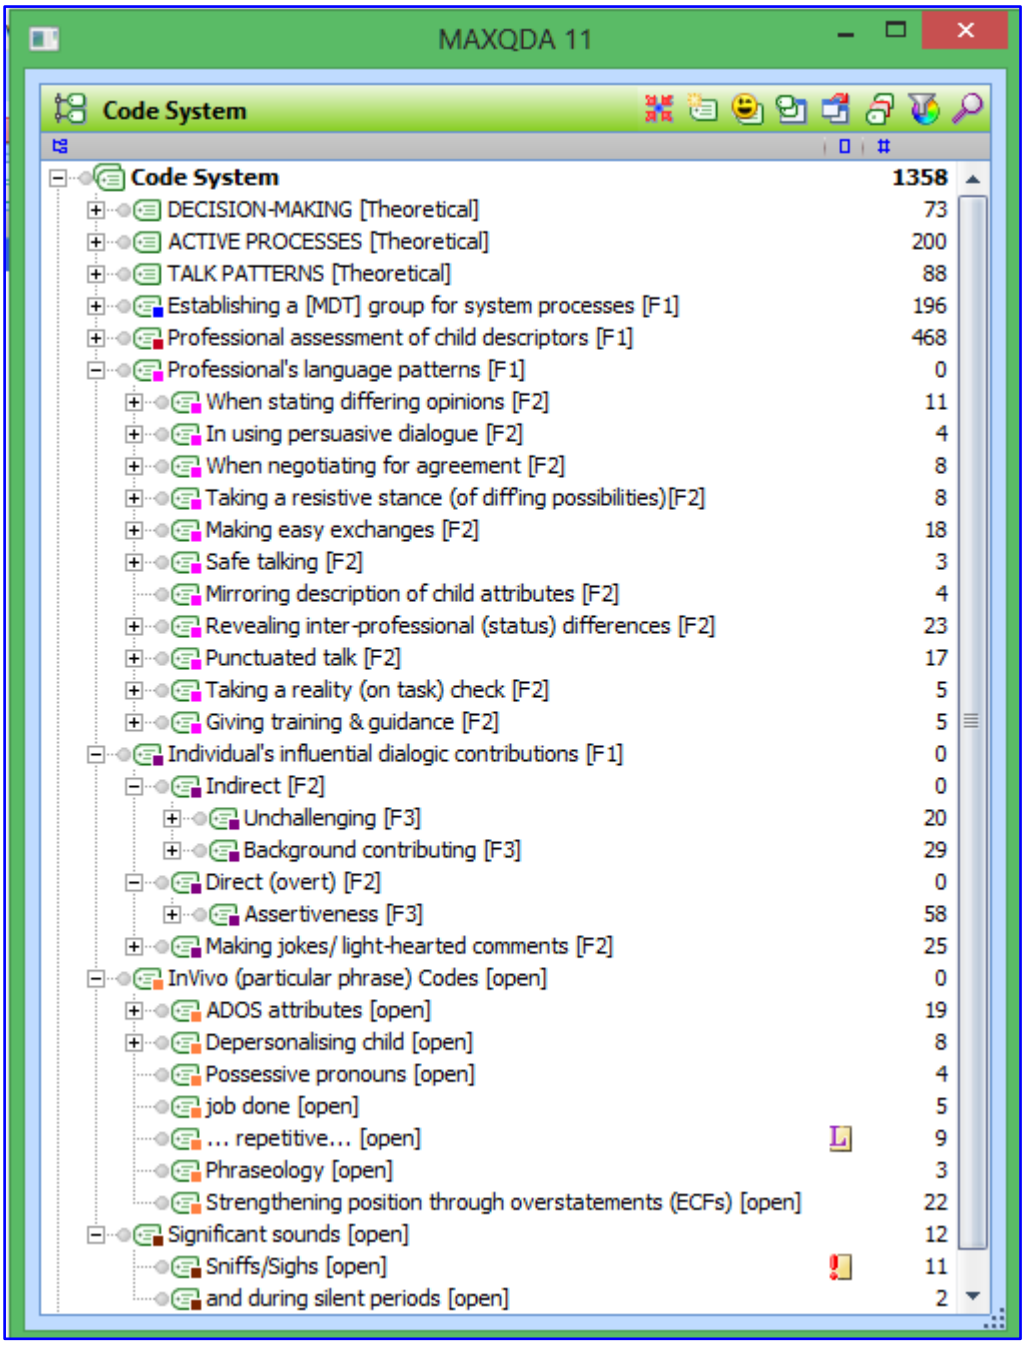 MAXQDA 11
Code System
#
Code System 1358
DECISION-MAKING [Theoretical] 73
ACTIVE PROCESSES [Theoretical] 200
TALK PATTERNS [Theoretical] 88
Establishing a [MDT] group for system processes [F1] 196
Professional assessment of child descriptors [F1] 468
Professional's language patterns [F1] 0
When stating differing opinions [F2] 11
In using persuasive dialogue [F2] 4
When negotiating for agreement [F2] 8
Taking a resistive stance (of diff'ing possibilities)[F2] 8
Making easy exchanges [F2] 18
Safe talking [F2] 3
Mirroring description of child attributes [F2] 4
Revealing inter-professional (status) differences [F2] 23
Punctuated talk [F2] 17
Taking a reality (on task) check [F2] 5
Giving training & guidance [F2] 5
Individual's influential dialogic contributions [F1] 0
Indirect [F2] 0
Unchallenging [F3] 20
Background contributing [F3] 29
Direct (overt) [F2] 0
Assertiveness [F3] 58
Making jokes/ light-hearted comments [F2] 25
InVivo (particular phrase) Codes [open] 0
ADOS attributes [open] 19
Depersonalising child [open] 8
Possessive pronouns [open] 4
job done [open] 5
... repetitive... [open] L 9
Phraseology [open] 3
Strengthening position through overstatements (ECFs) [open] 22
Significant sounds [open] 12
Sniffs/Sighs [open] ! 11
and during silent periods [open] 2